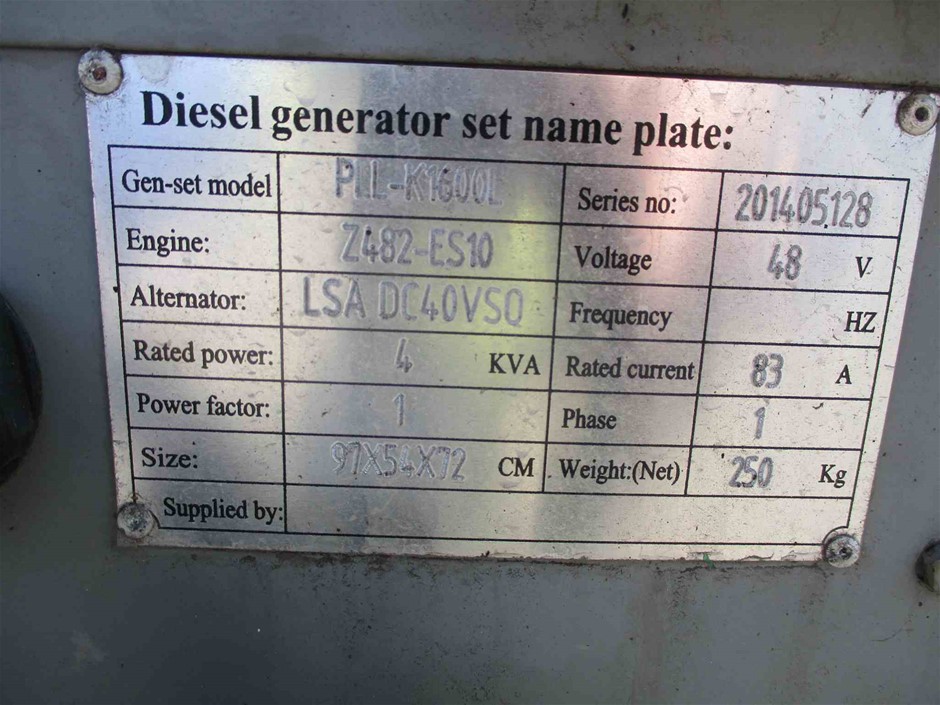 Diesel generator set name plate:
Gen-set model PLL-K1600L Series no: 201405128
Engine: Z482-ES10 Voltage 48 V
Alternator: LSA DC40VSO Frequency HZ
Rated power: 4 KVA Rated current 83 A
Power factor: 1 Phase 1
Size: 97X54X72 CM Weight:(Net) 250 Kg
Supplied by: